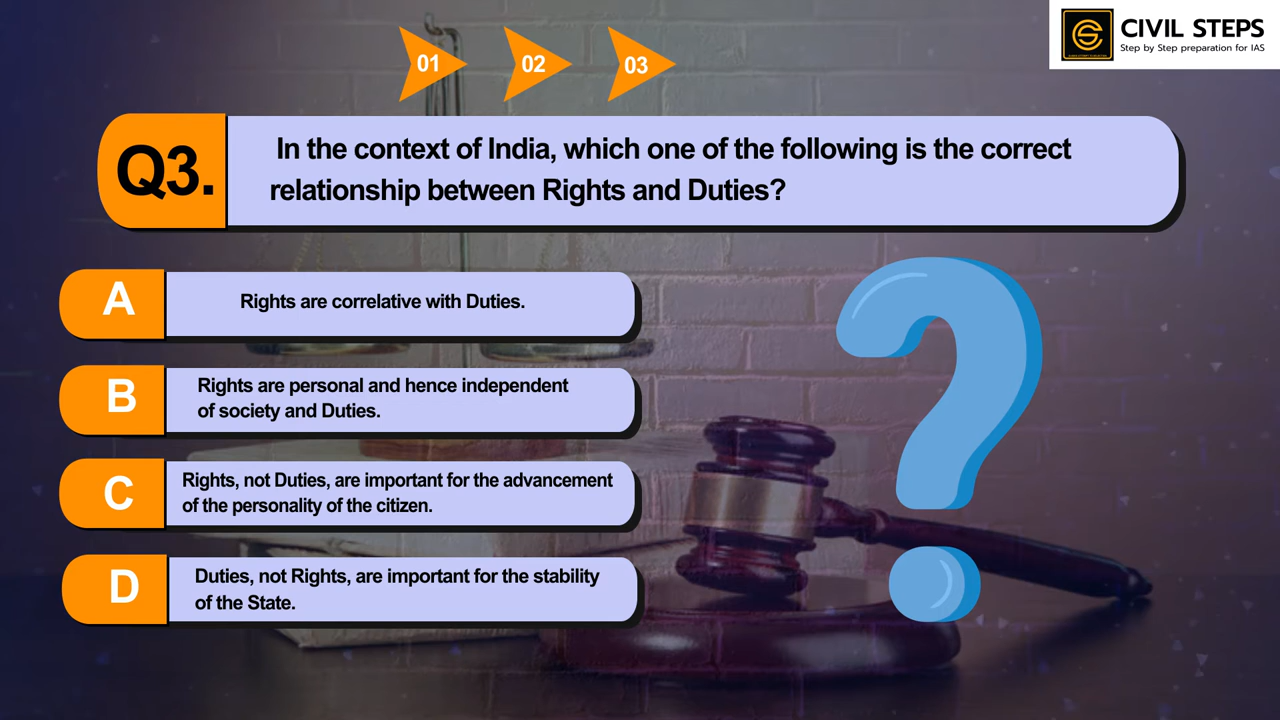 CIVIL STEPS
Step by Step preparation for IAS
01 02 03
Q3.
In the context of India, which one of the following is the correct
relationship between Rights and Duties?
A
Rights are correlative with Duties.
B
Rights are personal and hence independent
of society and Duties.
C
Rights, not Duties, are important for the advancement
of the personality of the citizen.
D
Duties, not Rights, are important for the stability
of the State.